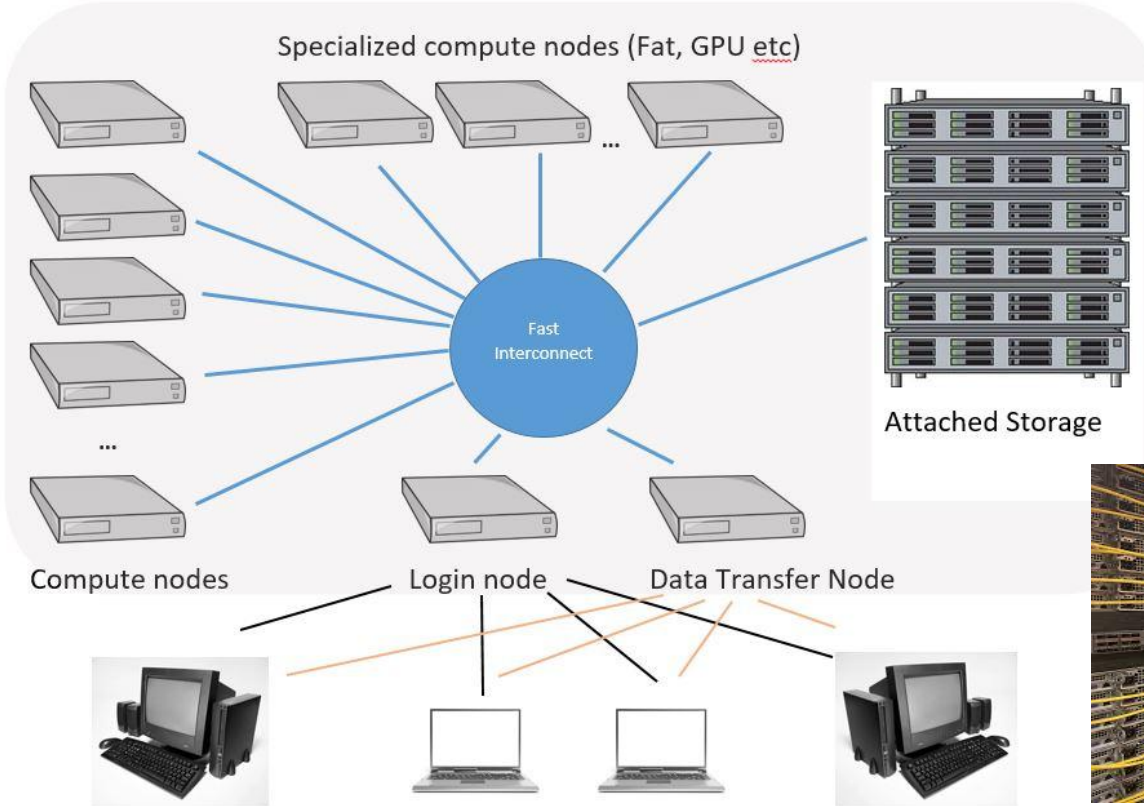 Specialized compute nodes (Fat, GPU etc)
...
Fast
Interconnect
Attached Storage
...
Compute nodes
Login node
Data Transfer Node